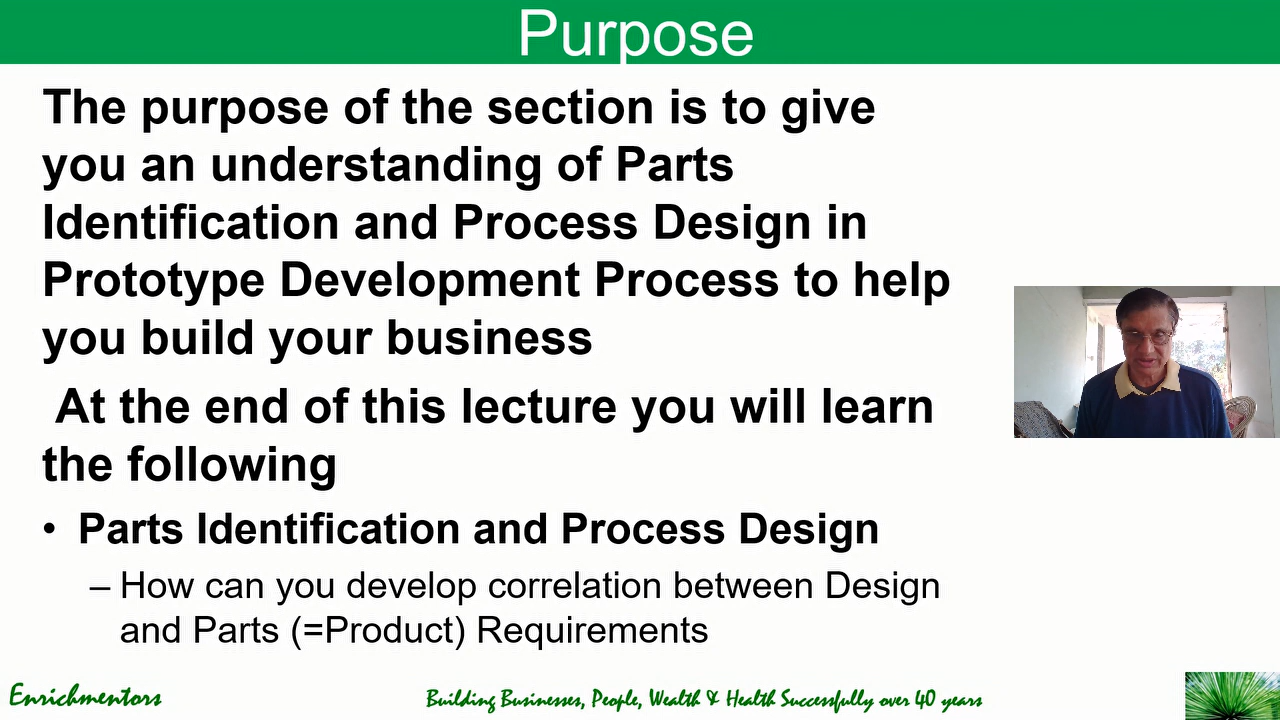 Purpose
The purpose of the section is to give
you an understanding of Parts
Identification and Process Design in
Prototype Development Process to help
you build your business
At the end of this lecture you will learn
the following
• Parts Identification and Process Design
– How can you develop correlation between Design
and Parts (=Product) Requirements
Enrichmentors
Building Businesses, People, Wealth & Health Successfully over 40 years